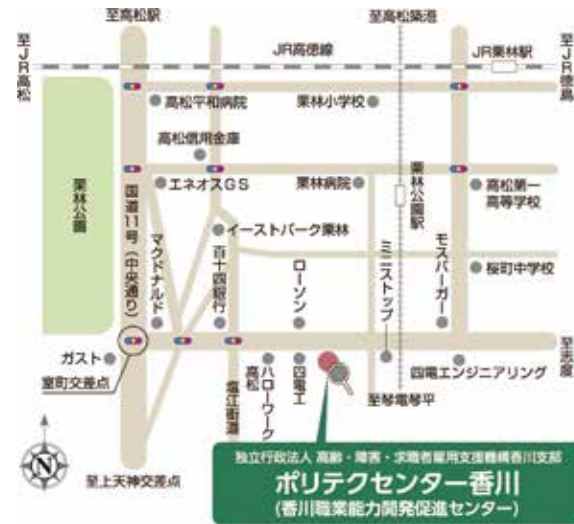 至高松駅
至高松築港
至JR高松
JR高徳線
JR栗林駅
至JR徳島
高松平和病院
栗林小学校
高松信用金庫
栗林公園
国道11号(中央通り)
エネオスGS
栗林病院
栗林公園駅
高松第一
高等学校
イーストパーク栗林
マクドナルド
百十四銀行
ローソン
ミニストップ
モスバーガー
桜町中学校
ガスト
室町交差点
塩江街道
ハローワーク
高松
四電工
四電エンジニアリング
至志度
至琴電琴平
N
至上天神交差点
独立行政法人 高齢・障害・求職者雇用支援機構香川支部
ポリテクセンター香川
(香川職業能力開発促進センター)